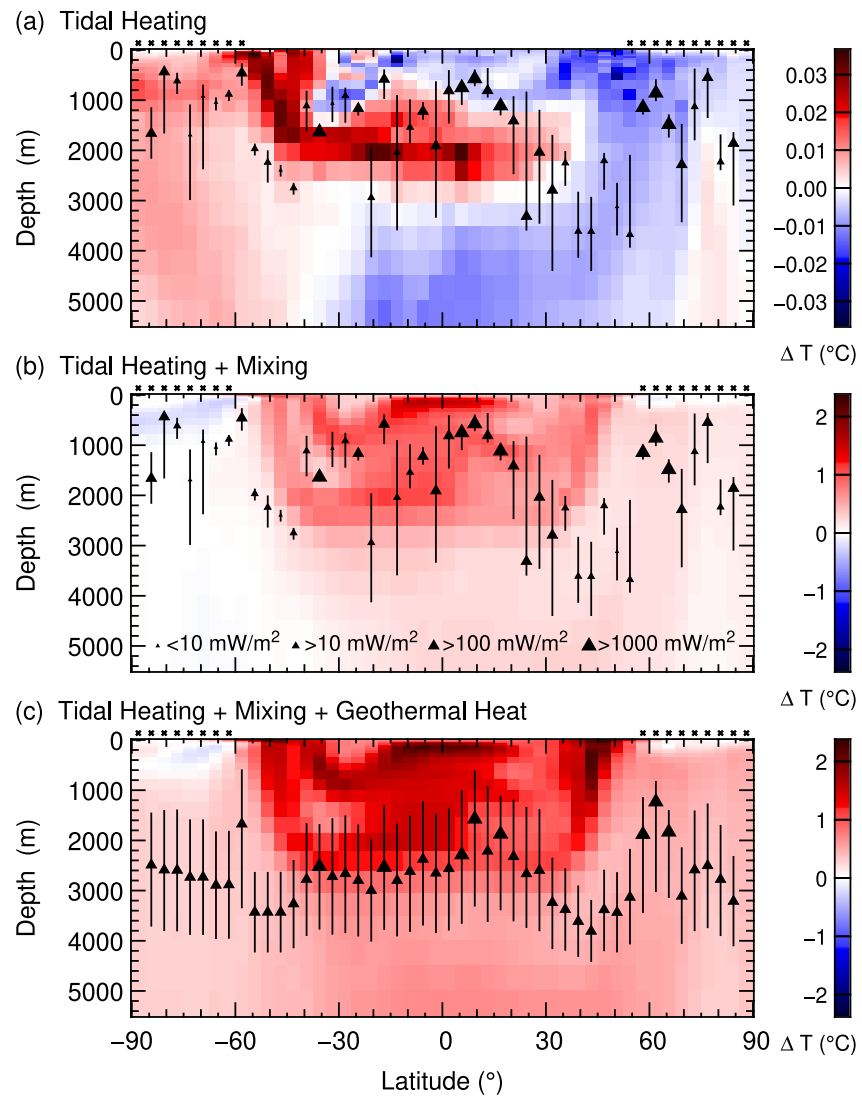 (a) Tidal Heating
0
1000
2000
3000
4000
5000
Depth (m)
0.03
0.02
0.01
0.00
−0.01
−0.02
−0.03
Δ T (°C)
(b) Tidal Heating + Mixing
0
1000
2000
3000
4000
5000
Depth (m)
<10 mW/m² >10 mW/m² >100 mW/m² >1000 mW/m²
2
1
0
−1
−2
Δ T (°C)
(c) Tidal Heating + Mixing + Geothermal Heat
0
1000
2000
3000
4000
5000
Depth (m)
2
1
0
−1
−2
Δ T (°C)
−90 −60 −30 0 30 60 90
Latitude (°)